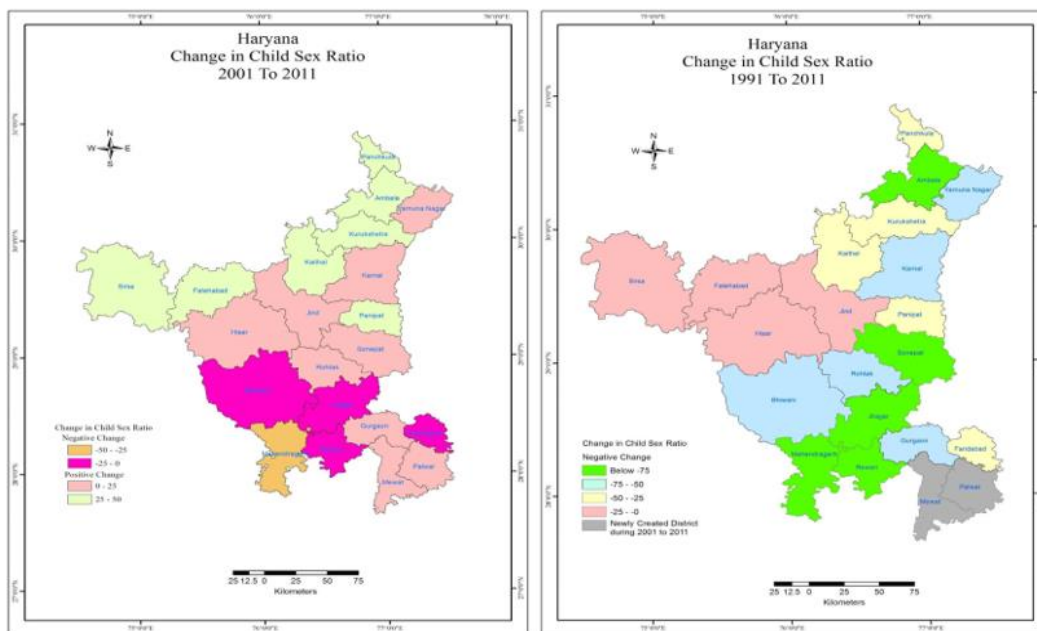 Haryana
Change in Child Sex Ratio
2001 To 2011
N
W E
S
Panchkula
Ambala
Yamuna Nagar
Kurukshetra
Kaithal
Karnal
Sirsa
Fatehabad
Jind
Panipat
Hisar
Sonepat
Rohtak
Gurgaon
Palwal
Mewat
Change in Child Sex Ratio
Negative Change
-50 - -25
-25 - 0
Positive Change
0 - 25
25 - 50
25 12.5 0 25 50 75
Kilometers
Haryana
Change in Child Sex Ratio
1991 To 2011
N
W E
S
Panchkula
Ambala
Yamuna Nagar
Kurukshetra
Kaithal
Karnal
Sirsa
Fatehabad
Jind
Panipat
Hisar
Sonepat
Rohtak
Bhiwani
Jhajjar
Gurgaon
Faridabad
Mahendragarh
Rewari
Mewat
Palwal
Change in Child Sex Ratio
Negative Change
Below -75
-75 - -50
-50 - -25
-25 - -0
Newly Created District
during 2001 to 2011
25 12.5 0 25 50 75
Kilometers